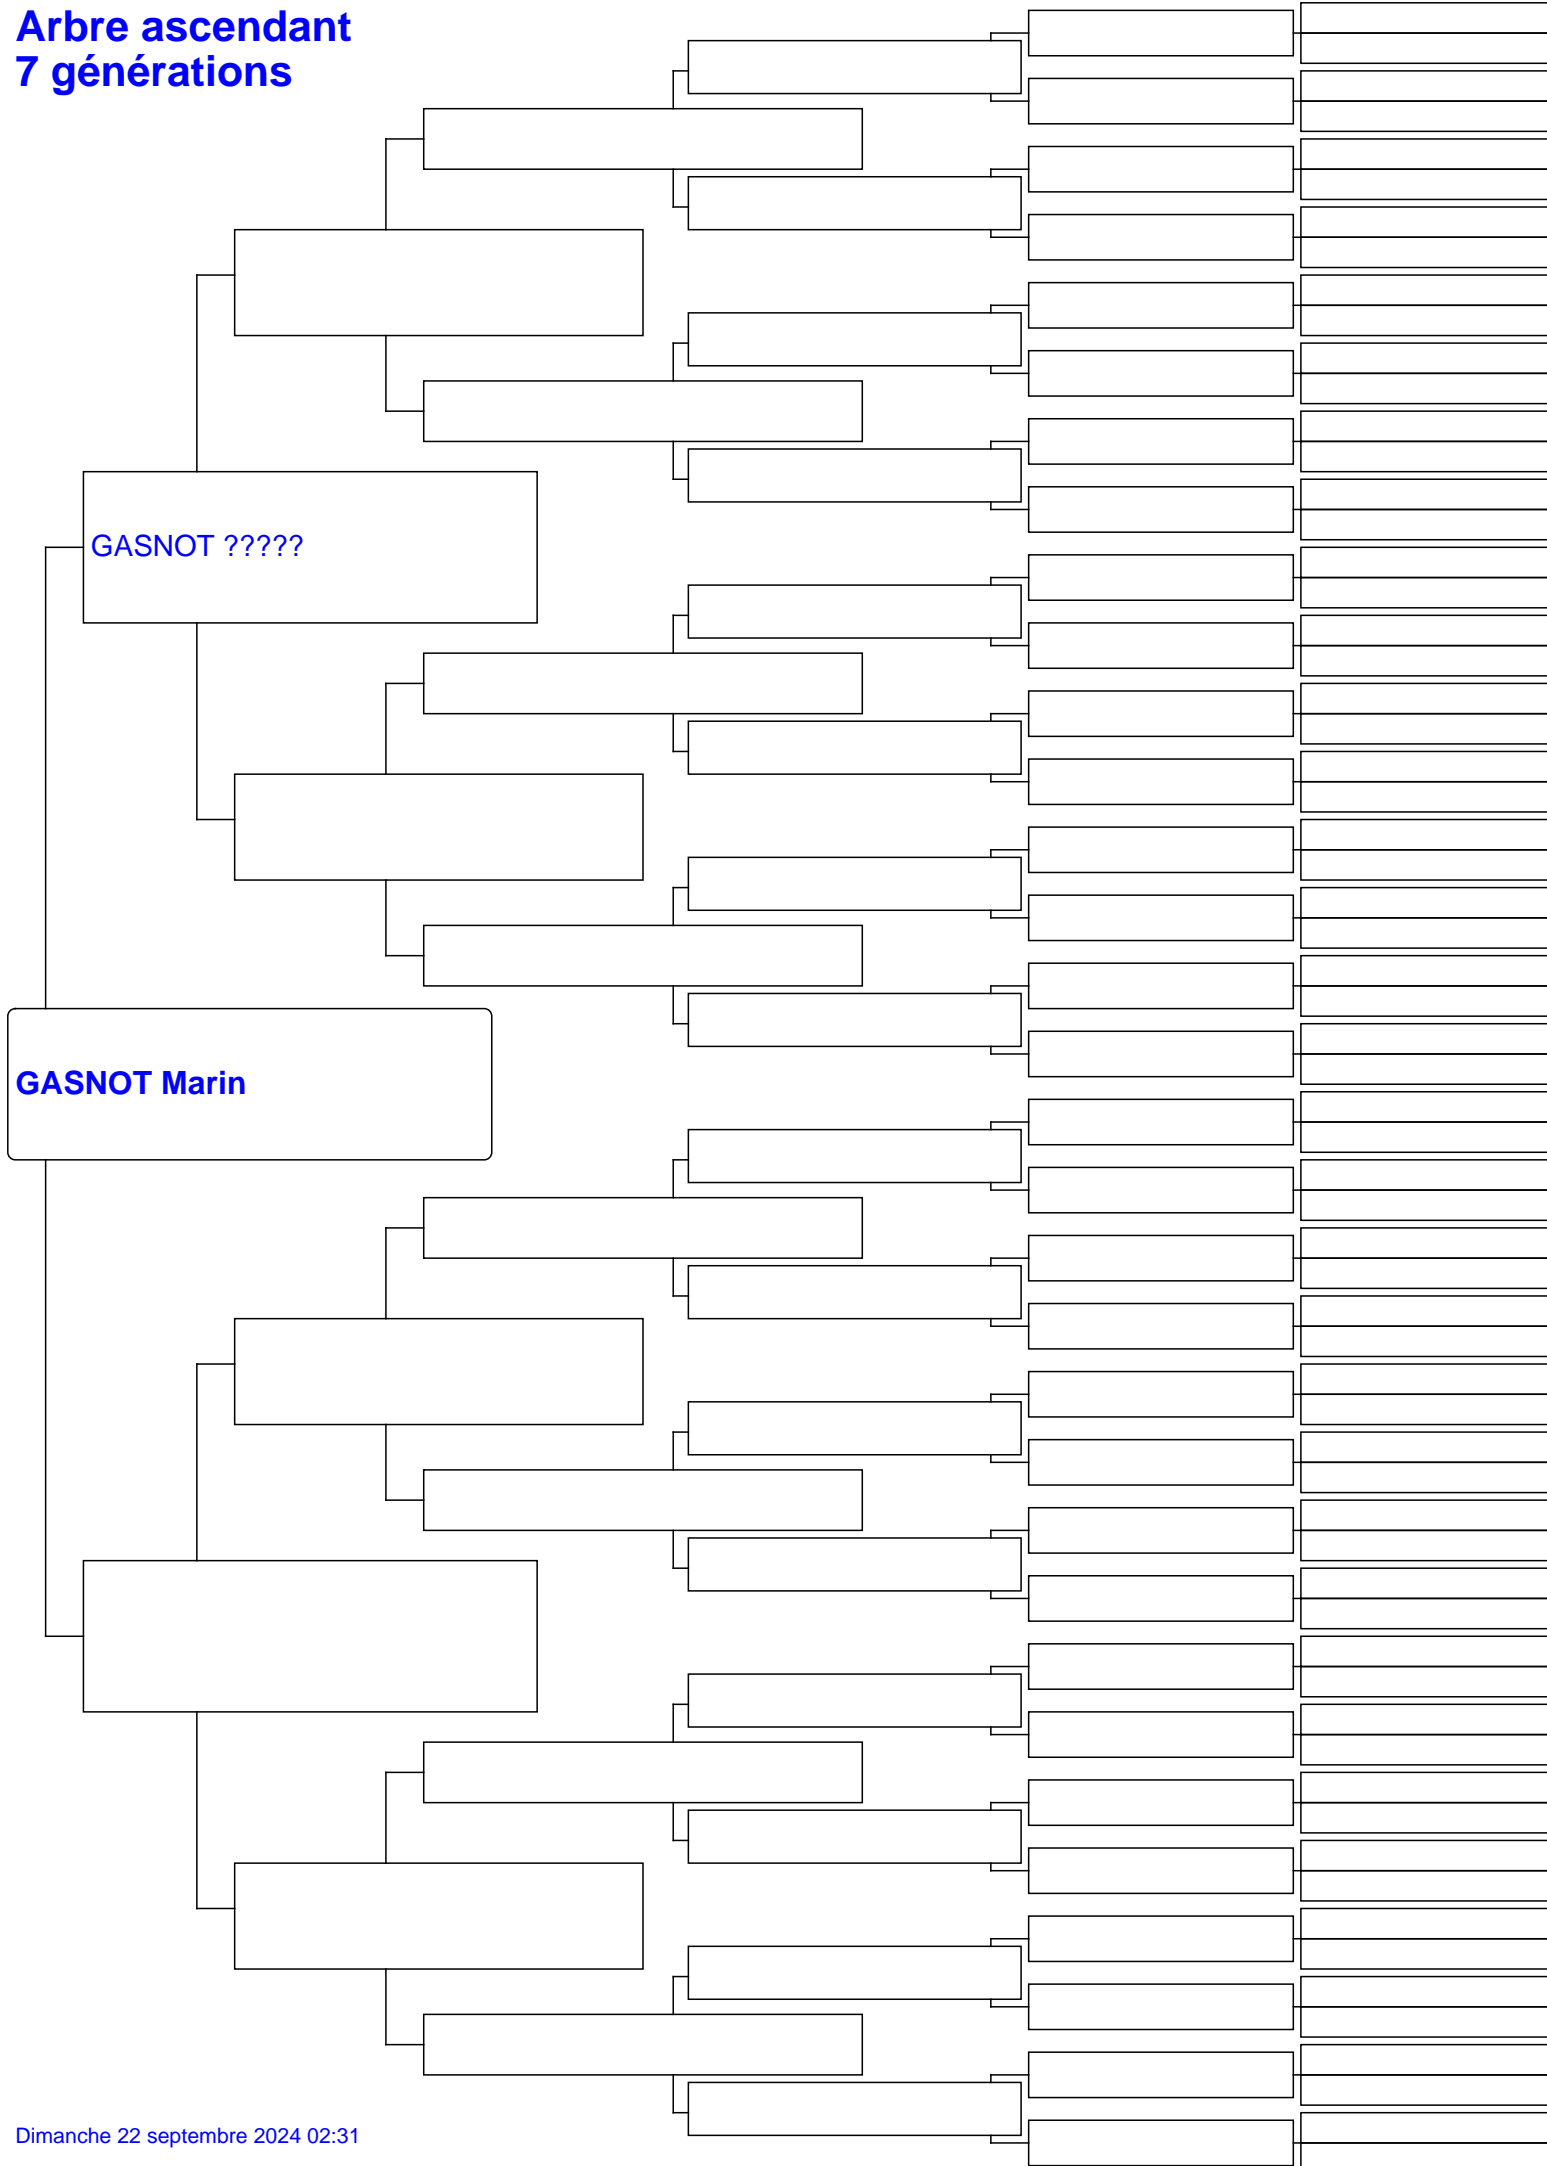 Arbre ascendant
7 générations
GASNOT ?????
GASNOT Marin
Dimanche 22 septembre 2024 02:31